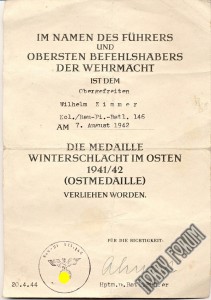 IM NAMEN DES FÜHRERS
UND
OBERSTEN BEFEHLSHABERS
DER WEHRMACHT
IST DEM
Obergefreiten
Wilhelm Zimmer
Kol./Bau-Pi.-Batl. 146
AM 7. August 1942
DIE MEDAILLE
WINTERSCHLACHT IM OSTEN
1941/42
(OSTMEDAILLE)
VERLIEHEN WORDEN.
FÜR DIE RICHTIGKEIT:
20.4.44
Hptm.u.
HOBBY FORUM